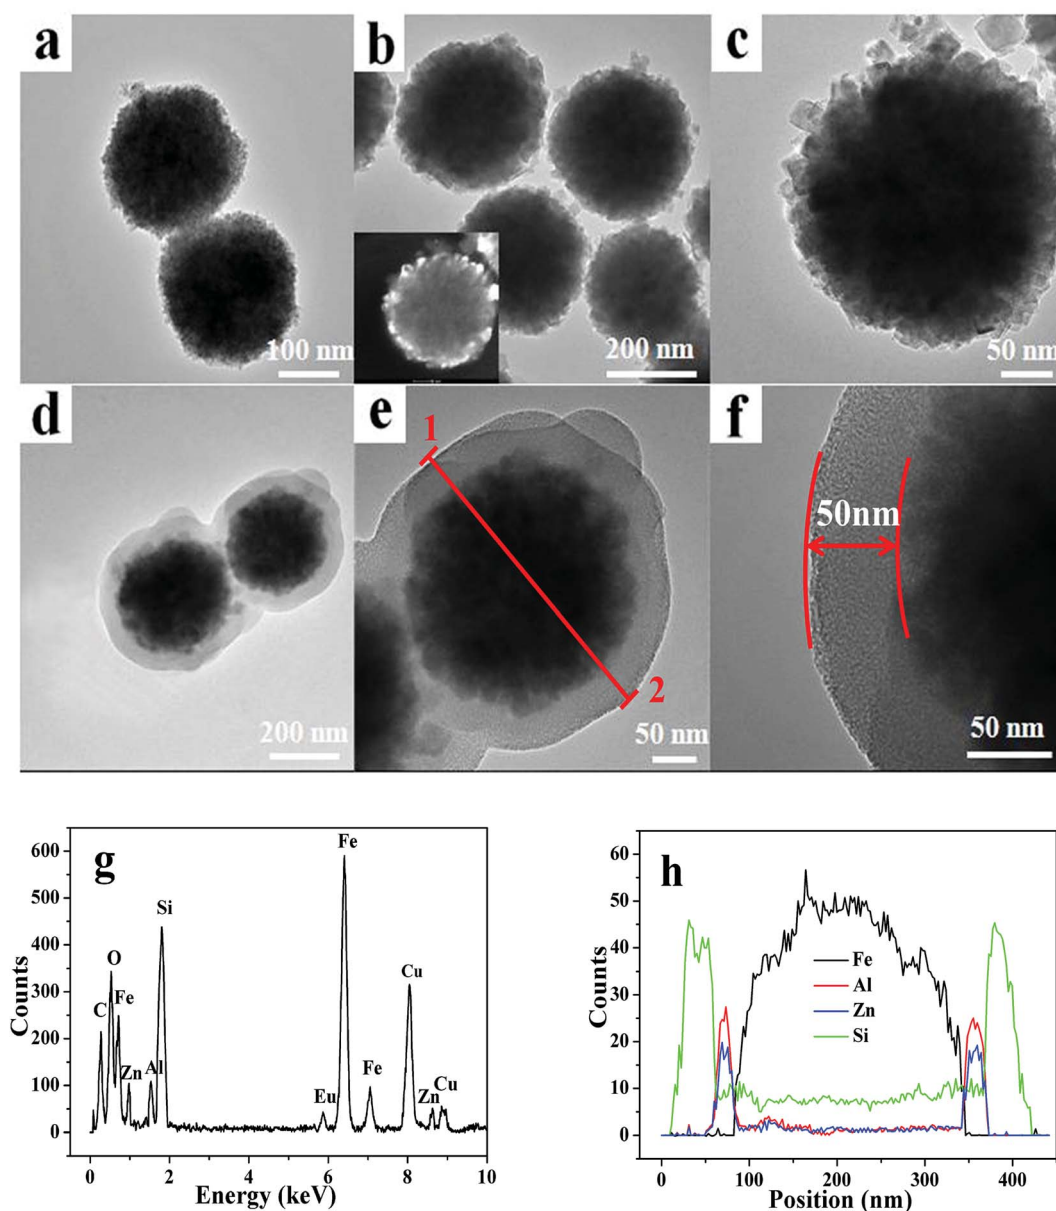 a
b
c
100 nm
200 nm
50 nm
d
e
f
1
2
50nm
200 nm
50 nm
50 nm
g
600
500
400
300
200
100
0
Counts
C
O
Fe
Zn
Al
Si
Eu
Fe
Fe
Cu
Zn
Cu
0 2 4 6 8 10
Energy (keV)
h
60
50
40
30
20
10
0
Counts
Fe
Al
Zn
Si
0 100 200 300 400
Position (nm)